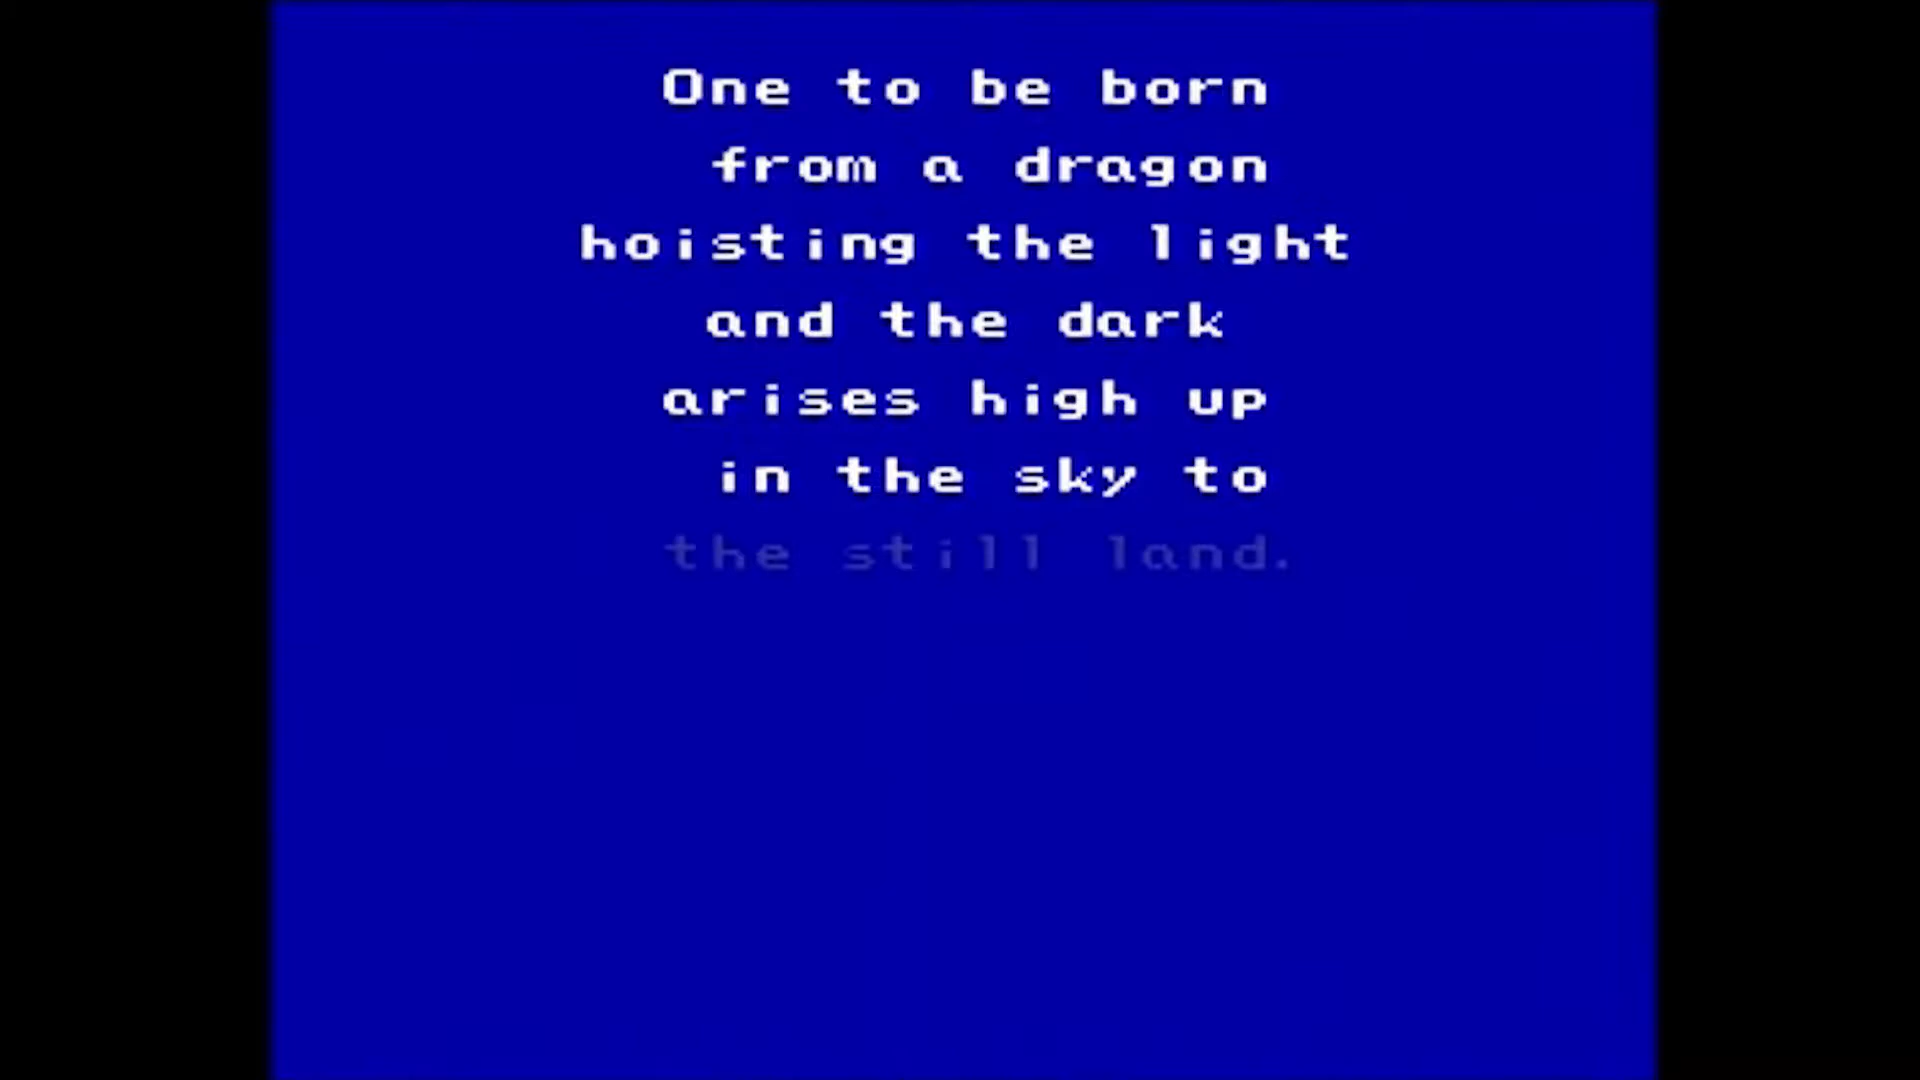 One to be born
from a dragon
hoisting the light
and the dark
arises high up
in the sky to
the still land.